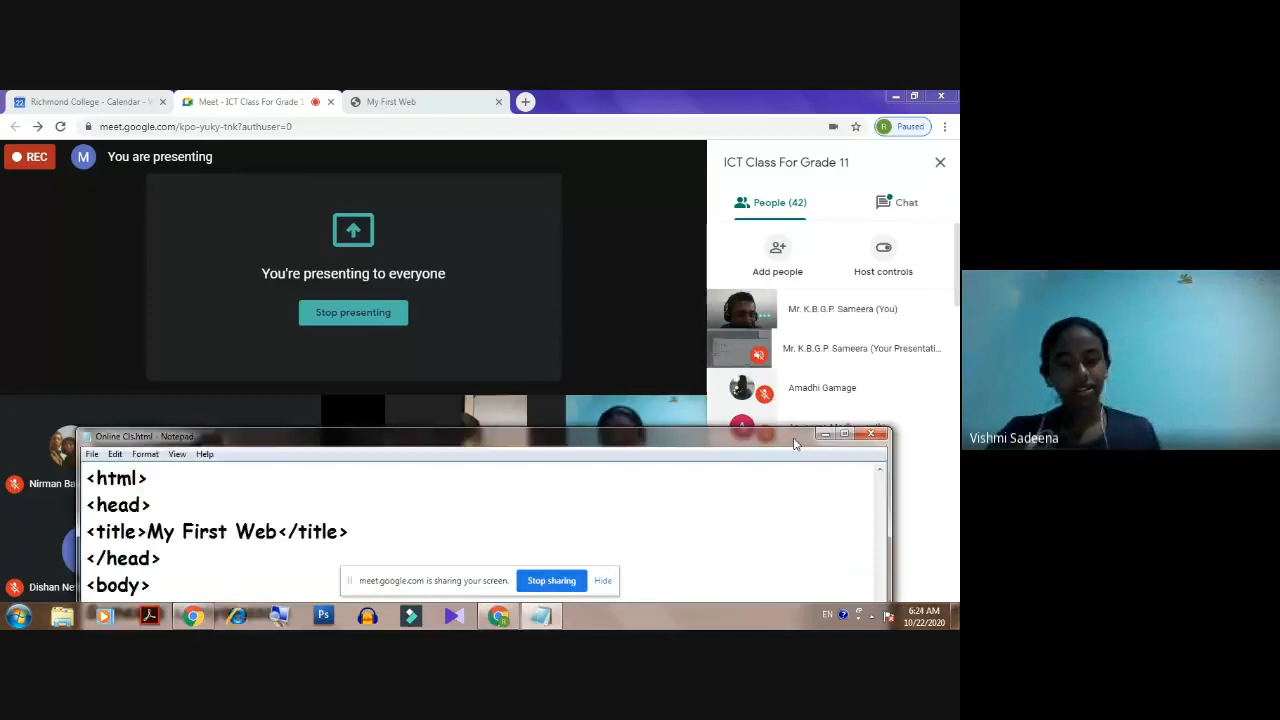 Richmond College - Calendar - W
Meet - ICT Class For Grade 1
My First Web
meet.google.com/kpo-yuky-tnk?authuser=0
R
Paused
REC
M
You are presenting
ICT Class For Grade 11
People (42)
Chat
Add people
Host controls
You're presenting to everyone
Stop presenting
Mr. K.B.G.P. Sameera (You)
Mr. K.B.G.P. Sameera (Your Presentati...
Amadhi Gamage
Vishmi Sadeena
Online Cls.html - Notepad
File Edit Format View Help
<html>
<head>
<title>My First Web</title>
</head>
<body>
Nirman Ba
Dishan Ne
meet.google.com is sharing your screen.
Stop sharing
Hide
Ps
EN
6:24 AM
10/22/2020